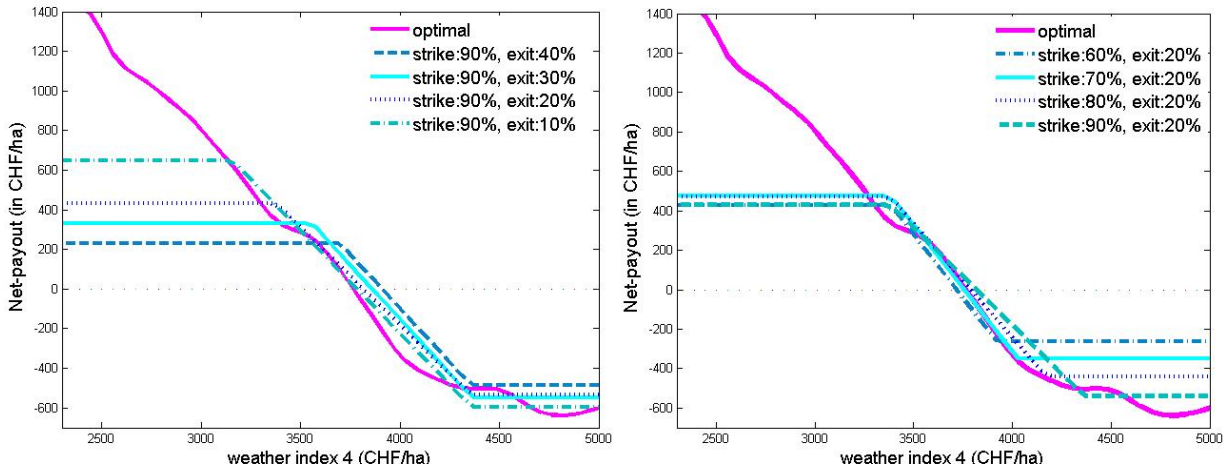 1400
1200
1000
800
600
400
200
0
-200
-400
-600
Net-payout (in CHF/ha)
optimal
strike:90%, exit:40%
strike:90%, exit:30%
strike:90%, exit:20%
strike:90%, exit:10%
2500 3000 3500 4000 4500 5000
weather index 4 (CHF/ha)
1400
1200
1000
800
600
400
200
0
-200
-400
-600
Net-payout (in CHF/ha)
optimal
strike:60%, exit:20%
strike:70%, exit:20%
strike:80%, exit:20%
strike:90%, exit:20%
2500 3000 3500 4000 4500 5000
weather index 4 (CHF/ha)